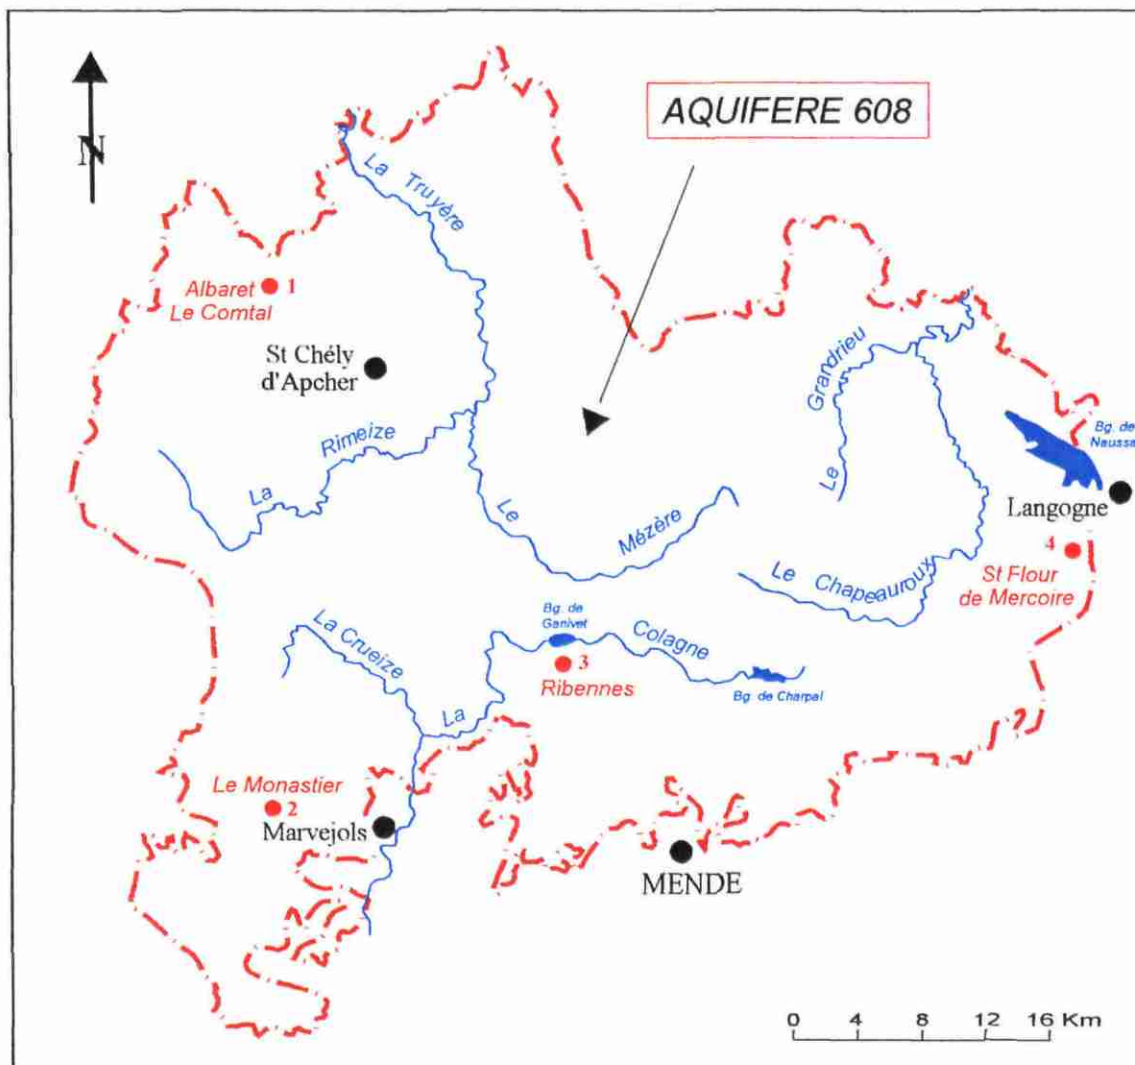 AQUIFERE 608
N
La Truyère
Albaret
Le Comtal
1
St Chély
d'Apcher
La Rimeize
Le Mézère
Le Grandrieu
Bg. de
Naussa
Langogne
4
St Flour
de Mercoire
Le Chapeauroux
La Crueize
Bg. de
Ganivet
La Colagne
3
Ribennes
Bg. de Charpal
Le Monastier
2
Marvejols
MENDE
0 4 8 12 16 Km